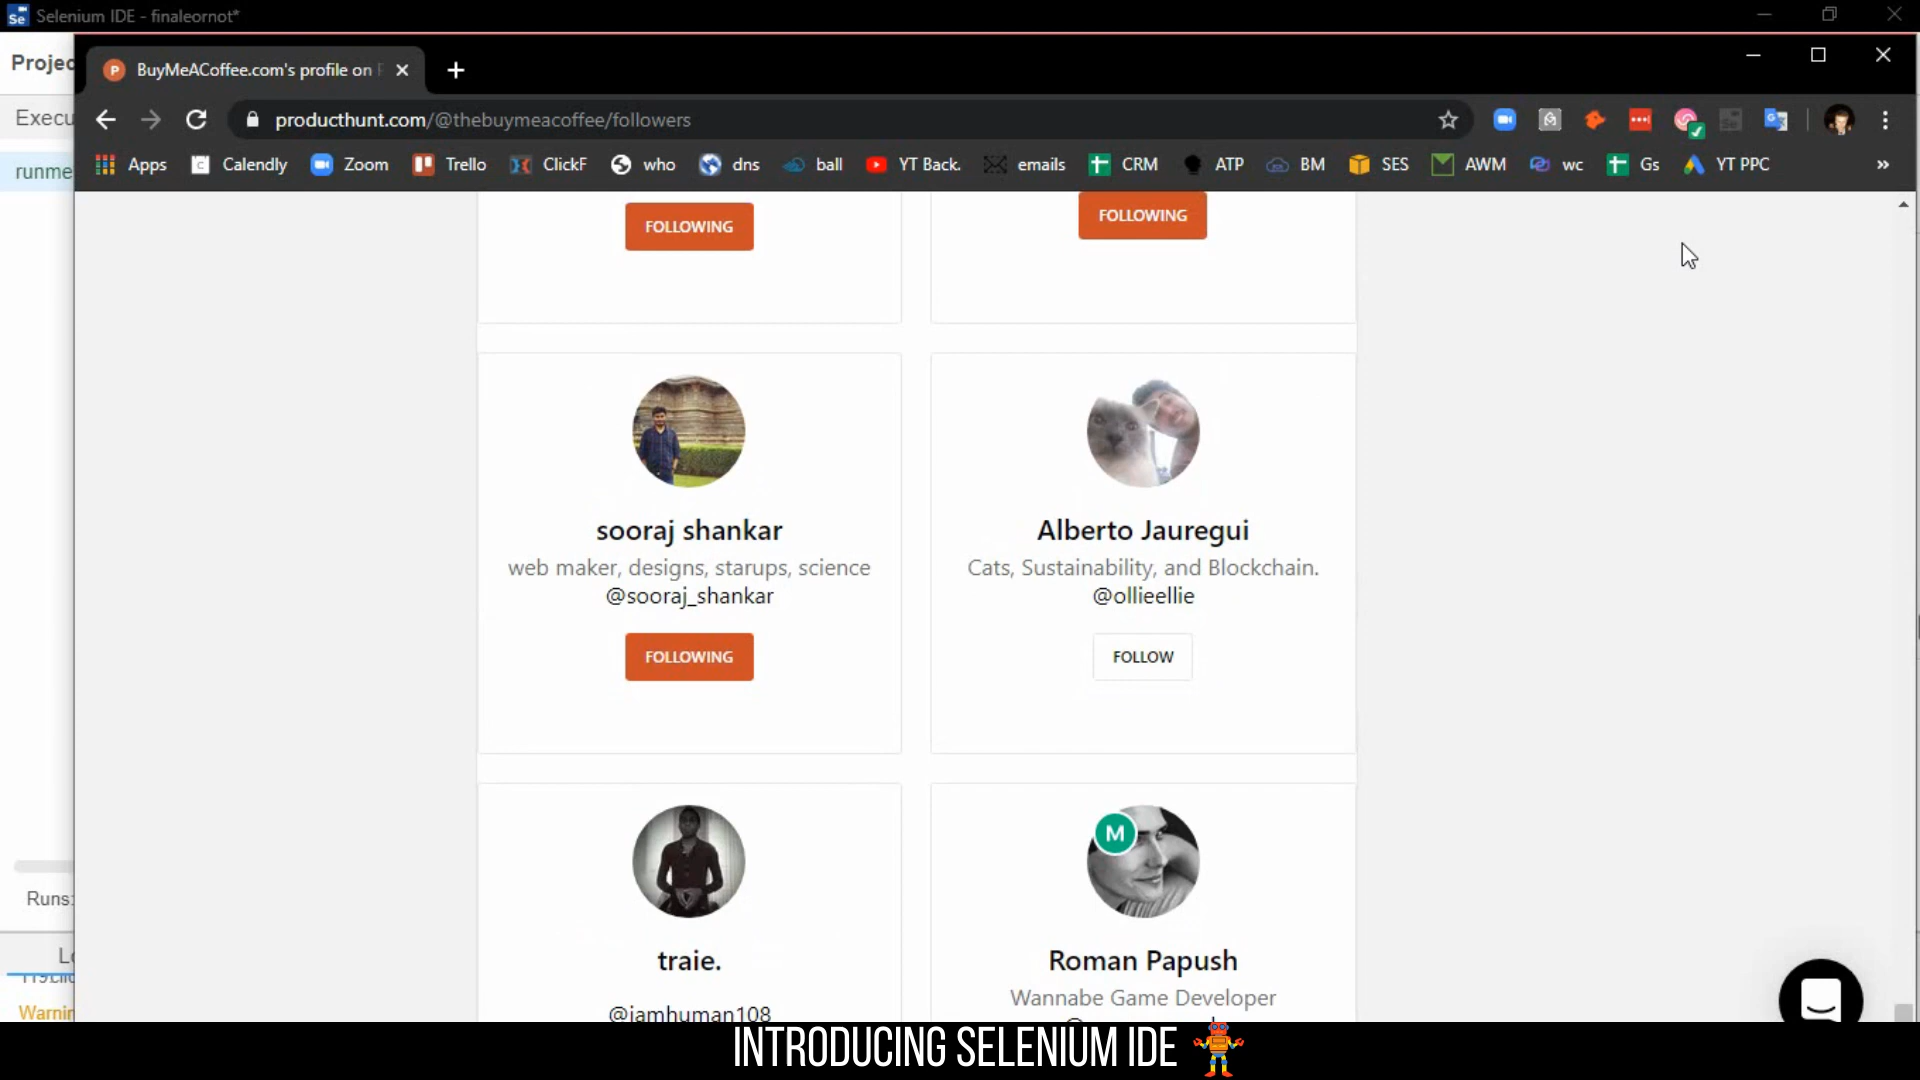 Selenium IDE - finaleornot*
Projec
Execu
runme
Runs:
Warnin
BuyMeACoffee.com's profile on
producthunt.com/@thebuymeacoffee/followers
Apps Calendly Zoom Trello ClickF who dns ball YT Back. emails CRM ATP BM SES AWM wc Gs YT PPC »
FOLLOWING FOLLOWING
sooraj shankar
web maker, designs, starups, science
@sooraj_shankar
FOLLOWING
Alberto Jauregui
Cats, Sustainability, and Blockchain.
@ollieellie
FOLLOW
traie.
@iamhuman108
M
Roman Papush
Wannabe Game Developer
INTRODUCING SELENIUM IDE